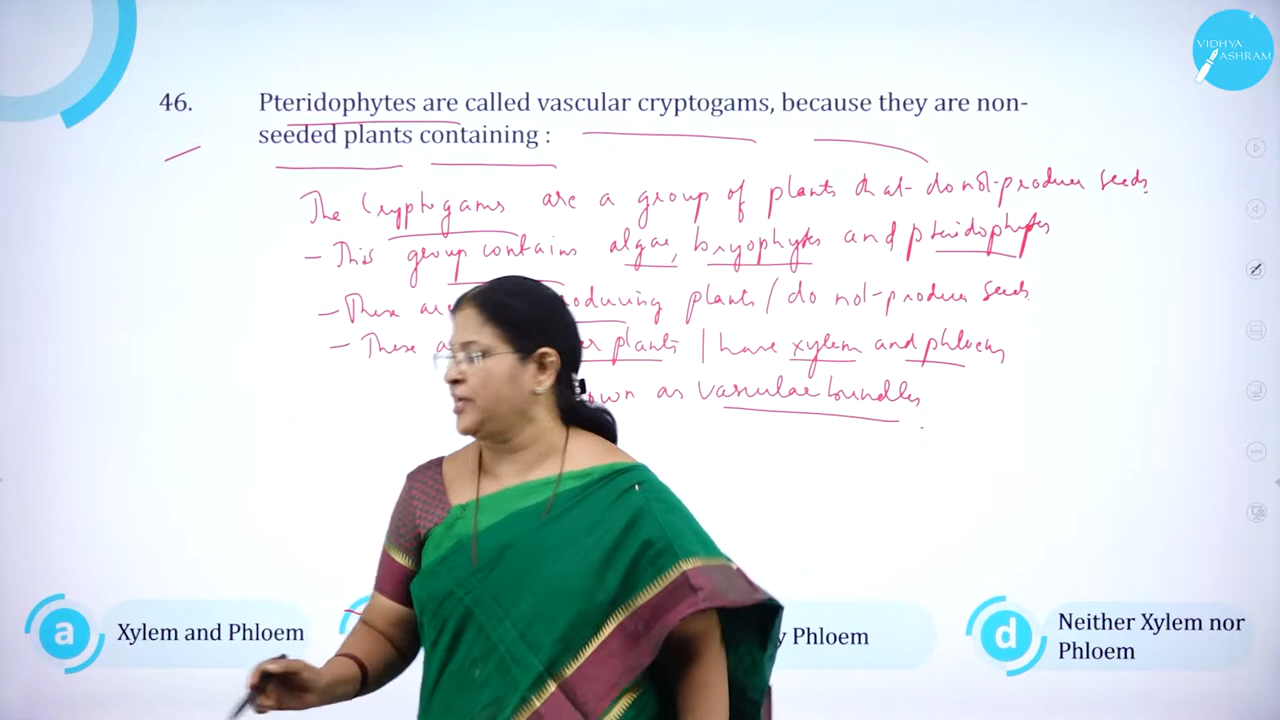 VIDHYA
ASHRAM
46. Pteridophytes are called vascular cryptogams, because they are non-
seeded plants containing :
The Cryptogams are a group of plants that do not produce seeds.
- This group contains algae, bryophytes and pteridophytes
- These are producing plants / do not produce seeds
- These plants / have xylem and phloem
own as vascular bundles
a Xylem and Phloem
y Phloem
d Neither Xylem nor
Phloem